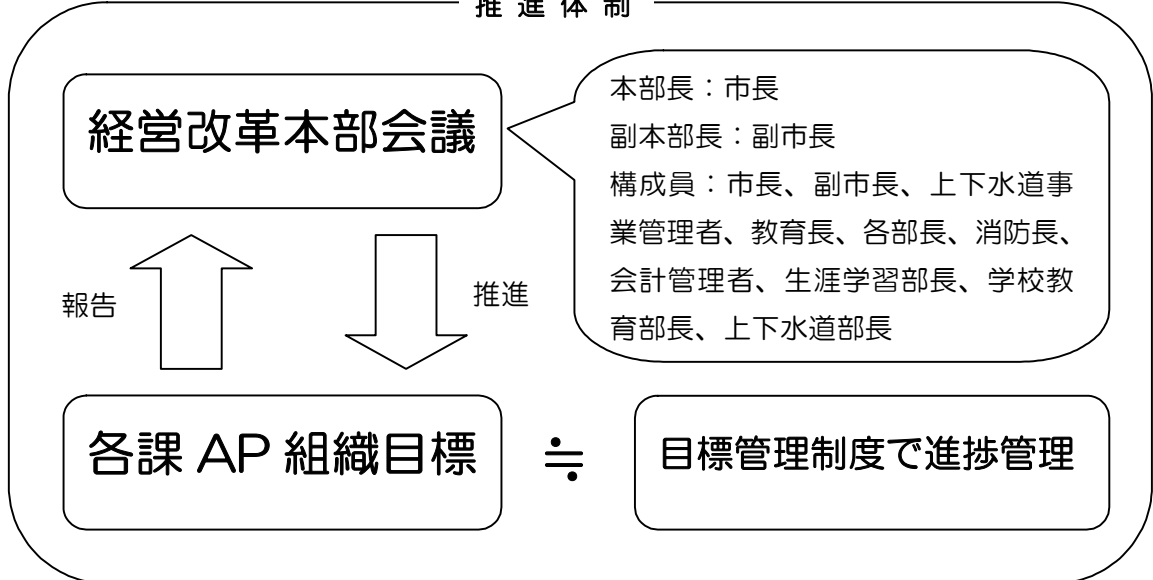 推進体制
経営改革本部会議
本部長：市長
副本部長：副市長
構成員：市長、副市長、上下水道事
業管理者、教育長、各部長、消防長、
会計管理者、生涯学習部長、学校教
育部長、上下水道部長
報告
推進
各課 AP 組織目標
≒
目標管理制度で進捗管理